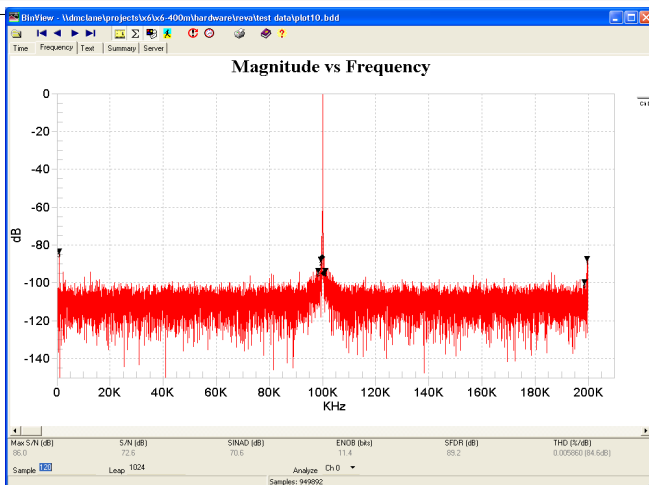 BinView - \\dmclane\projects\x6\x6-400m\hardware\reva\test data\plot10.bdd
Time Frequency Text Summary Server
Magnitude vs Frequency
0
-20
-40
-60
-80
-100
-120
-140
dB
0 20K 40K 60K 80K 100K 120K 140K 160K 180K 200K
KHz
Max S/N (dB) S/N (dB) SINAD (dB) ENOB (bits) SFDR (dB) THD (%/dB)
86.0 72.6 70.6 11.4 89.2 0.005860 (84.6dB)
Sample 120 Leap 1024 Analyze Ch 0
Samples: 949892